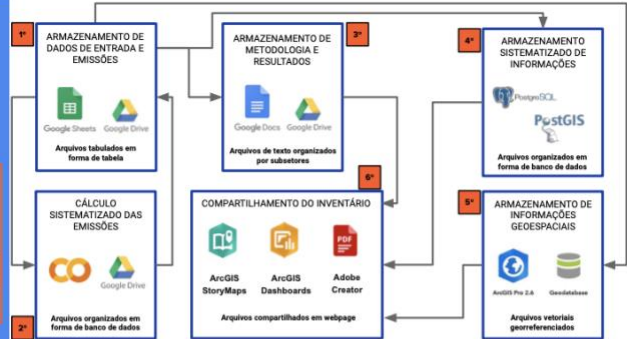 1º
ARMAZENAMENTO DE
DADOS DE ENTRADA E
EMISSÕES
Google Sheets
Google Drive
Arquivos tabulados em
forma de tabela
ARMAZENAMENTO DE
METODOLOGIA E
RESULTADOS
3º
Google Docs
Google Drive
Arquivos de texto organizados
por subsetores
4º
ARMAZENAMENTO
SISTEMATIZADO DE
INFORMAÇÕES
PostgreSQL
PostGIS
Arquivos organizados em
forma de banco de dados
CÁLCULO
SISTEMATIZADO DAS
EMISSÕES
Google Drive
2º
Arquivos organizados em
forma de banco de dados
6º
COMPARTILHAMENTO DO INVENTÁRIO
PDF
ArcGIS
StoryMaps
ArcGIS
Dashboards
Adobe
Creator
Arquivos compartilhados em webpage
5º
ARMAZENAMENTO DE
INFORMAÇÕES
GEOESPACIAIS
ArcGIS Pro 2.6
Geodatabase
Arquivos vetoriais
georreferenciados